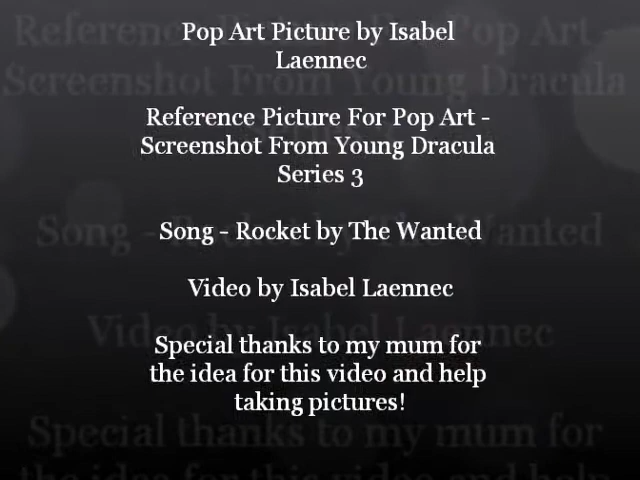 Pop Art Picture by Isabel
Laennec
Reference Picture For Pop Art -
Screenshot From Young Dracula
Series 3
Song - Rocket by The Wanted
Video by Isabel Laennec
Special thanks to my mum for
the idea for this video and help
taking pictures!